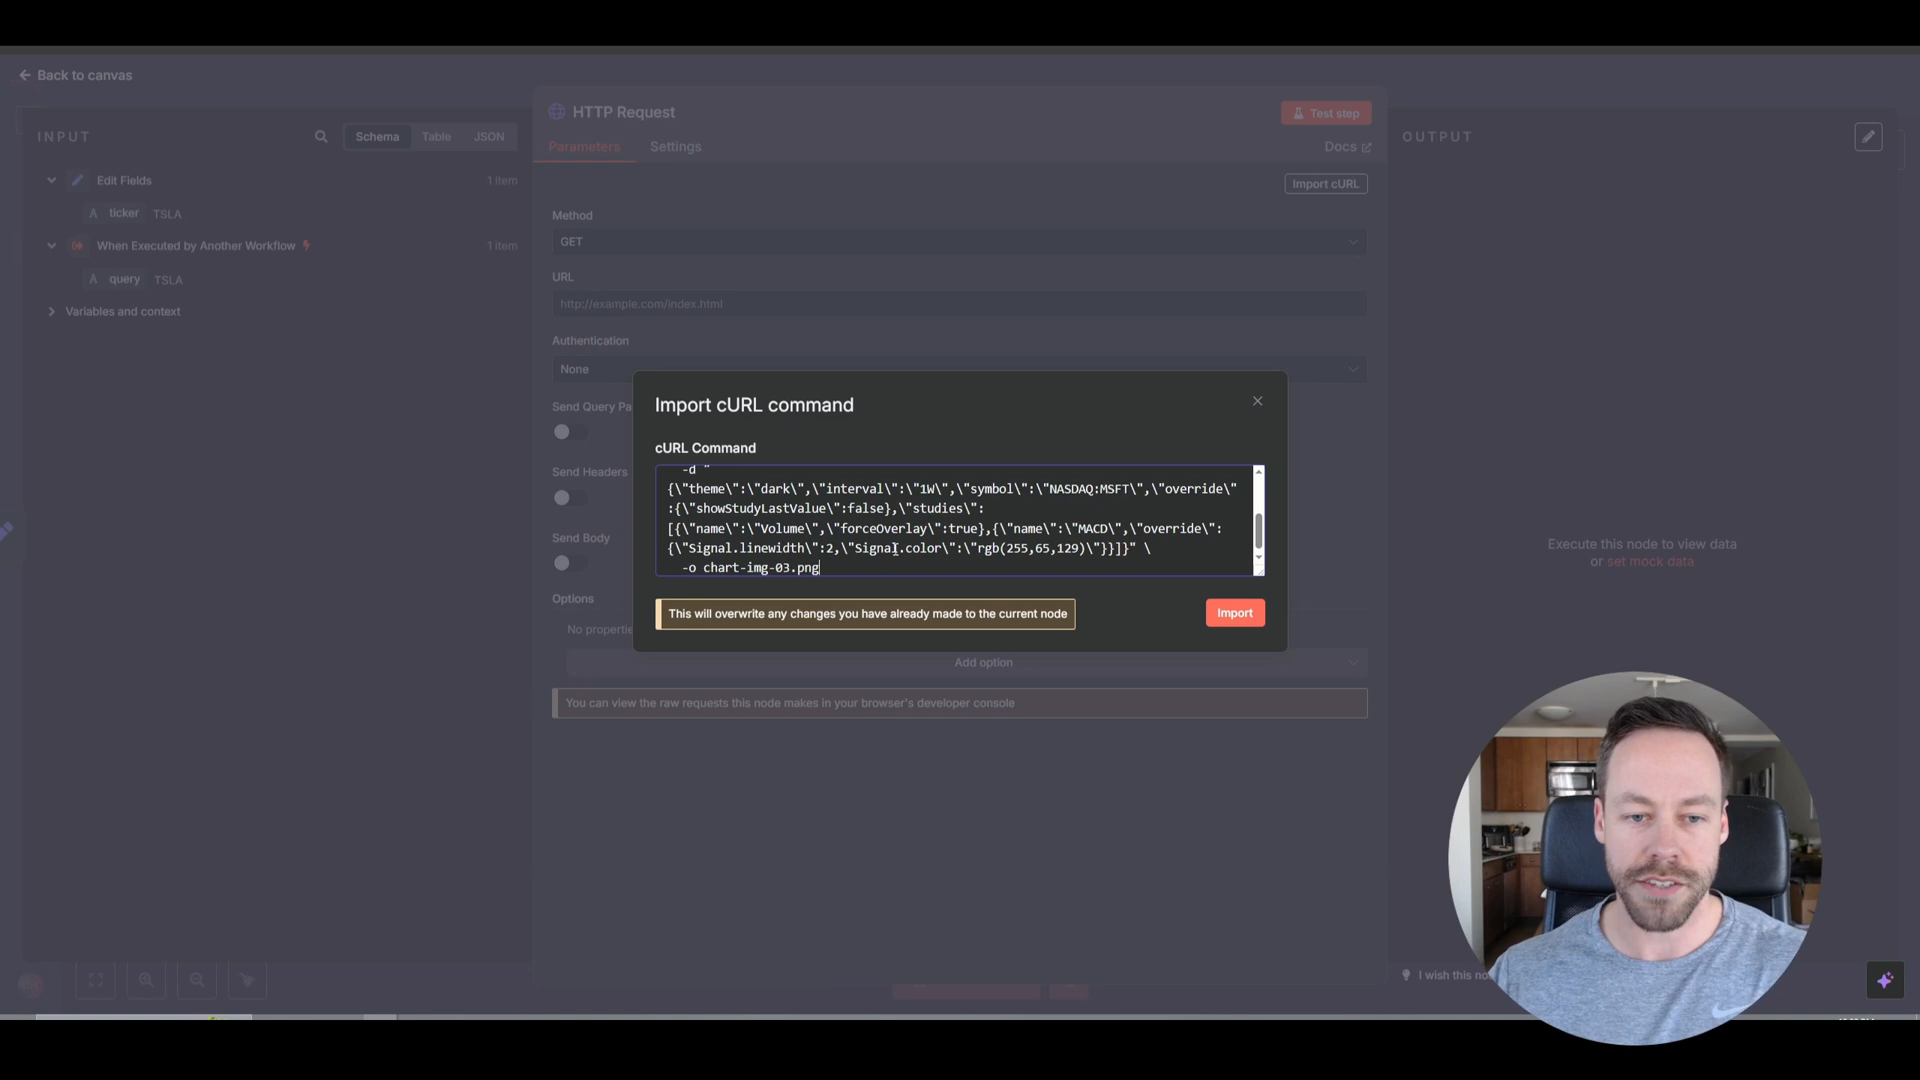 Back to canvas
HTTP Request
Test step
INPUT
Schema
Table
JSON
OUTPUT
Parameters
Settings
Docs
Edit Fields
1 item
Import cURL
ticker
TSLA
Method
GET
When Executed by Another Workflow
1 item
query
TSLA
URL
http://example.com/index.html
Variables and context
Authentication
None
Send Query Pa
Import cURL command
cURL Command
-d "
{\"theme\":\"dark\",\"interval\":\"1W\",\"symbol\":\"NASDAQ:MSFT\",\"override\"
:{\"showStudyLastValue\":false},\"studies\":
[{\"name\":\"Volume\",\"forceOverlay\":true},{\"name\":\"MACD\",\"override\":
{\"Signal.linewidth\":2,\"Signal.color\":\"rgb(255,65,129)\"}}]}" \
-o chart-img-03.png
Send Headers
Send Body
This will overwrite any changes you have already made to the current node
Import
Options
No propertie
Add option
You can view the raw requests this node makes in your browser's developer console
Execute this node to view data
or set mock data
I wish this no